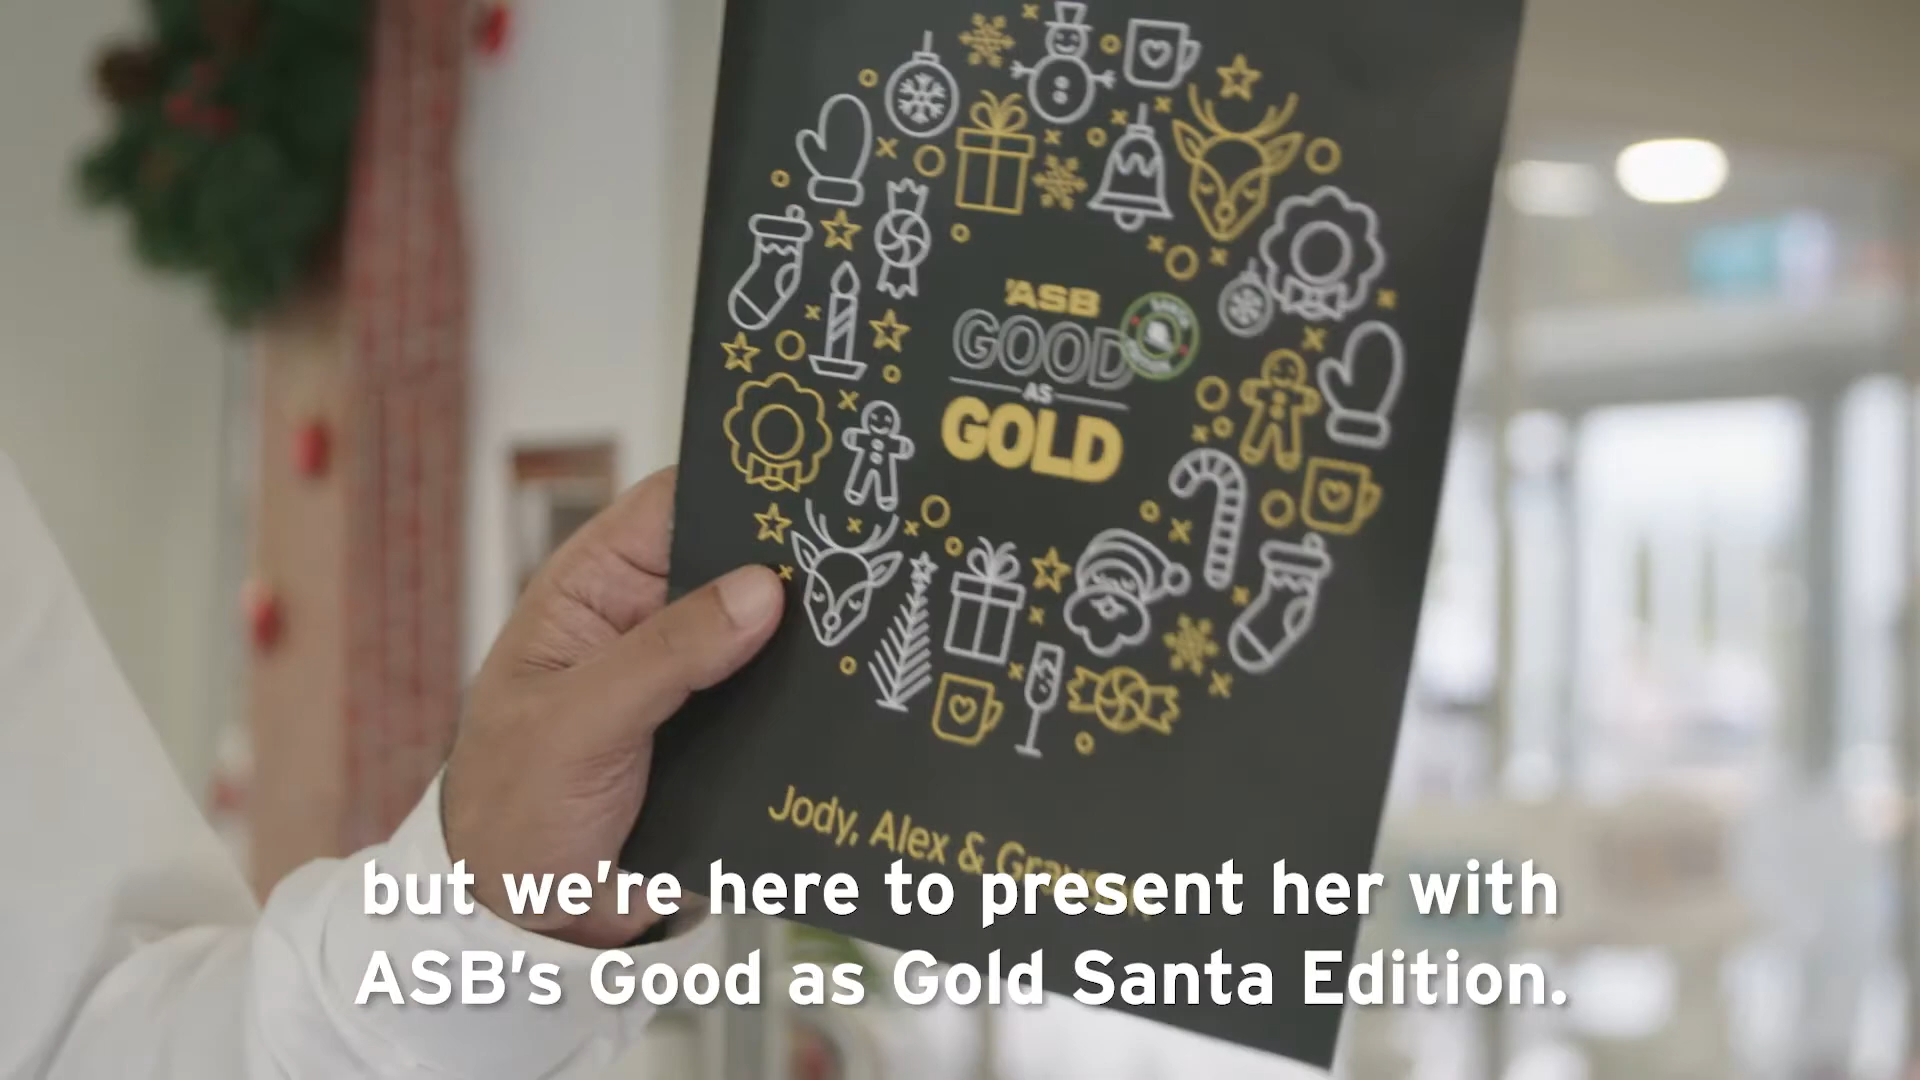 ASB
GOOD
AS
GOLD
Jody, Alex &
but we're here to present her with
ASB's Good as Gold Santa Edition.